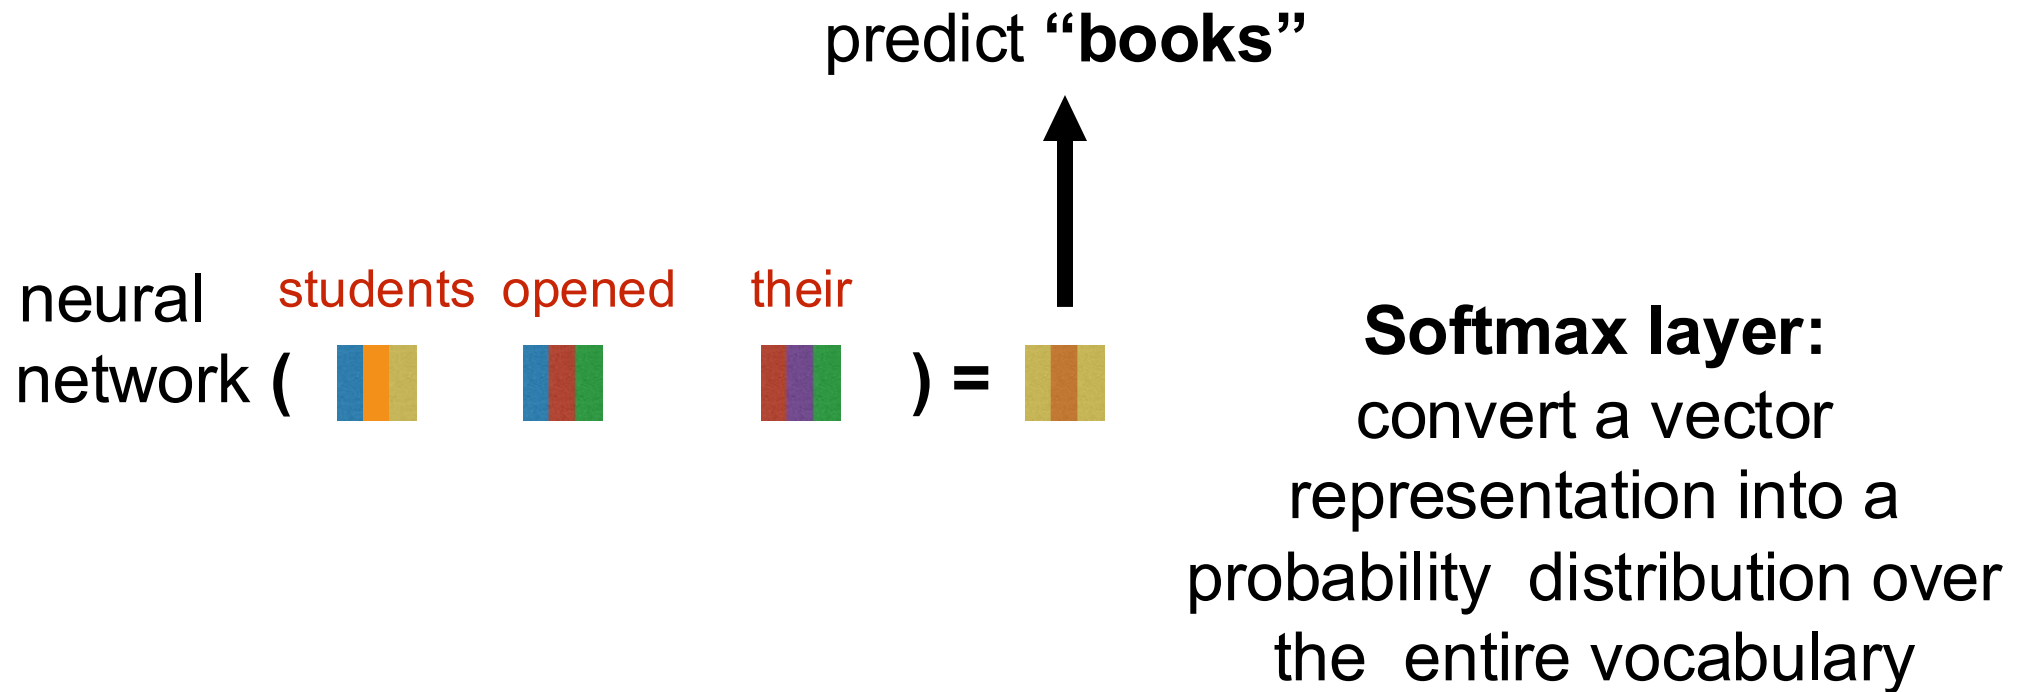 predict “books”
students opened their
neural
network ( ) =
Softmax layer:
convert a vector
representation into a
probability distribution over
the entire vocabulary